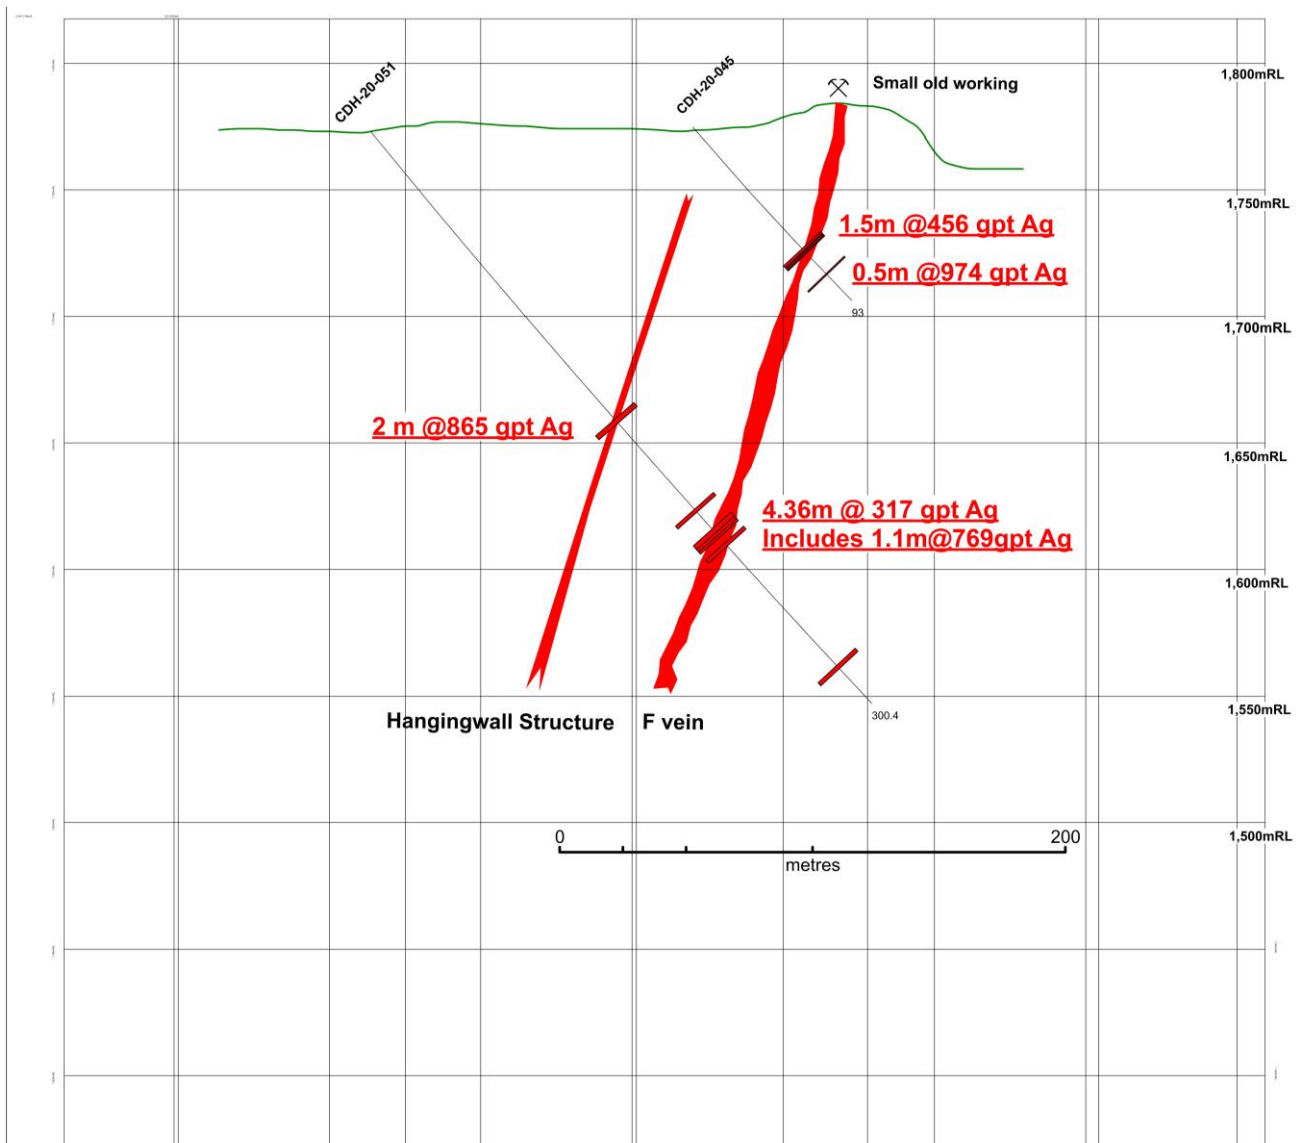 CDH-20-051
CDH-20-045
Small old working
1,800mRL
1,750mRL
1.5m @456 gpt Ag
0.5m @974 gpt Ag
93
1,700mRL
2 m @865 gpt Ag
1,650mRL
4.36m @ 317 gpt Ag
Includes 1.1m@769gpt Ag
1,600mRL
300.4
1,550mRL
Hangingwall Structure
F vein
0
200
metres
1,500mRL